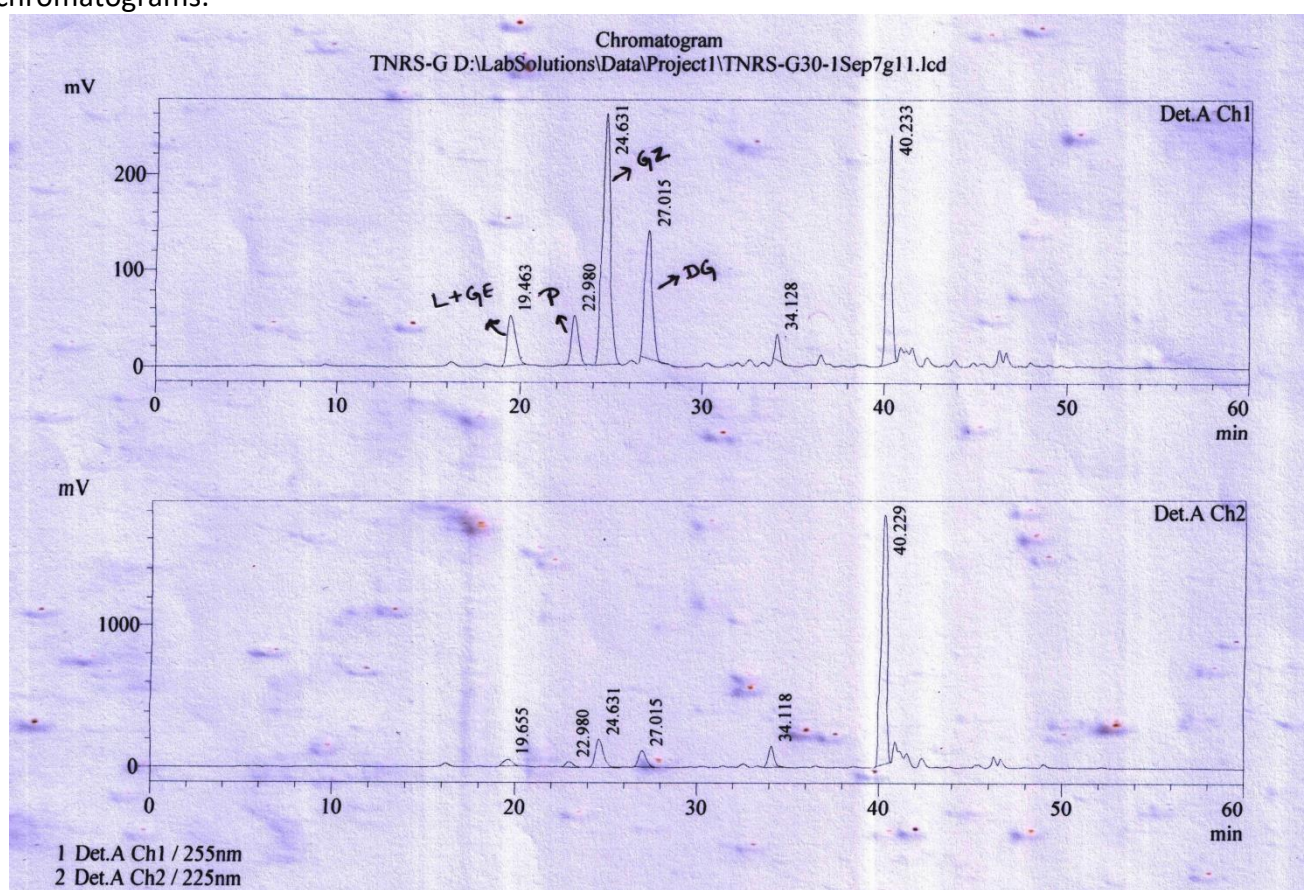 chromatograms:
Chromatogram
TNRS-G D:\LabSolutions\Data\Project1\TNRS-G30-1Sep7g11.lcd
mV
Det.A Ch1
24.631
40.233
→ GZ
200
27.015
L+GE
19.463
P
22.980
→ DG
34.128
100
0
0 10 20 30 40 50 60
min
mV
Det.A Ch2
40.229
1000
19.655
22.980
24.631
27.015
34.118
0
0 10 20 30 40 50 60
min
1 Det.A Ch1 / 255nm
2 Det.A Ch2 / 225nm